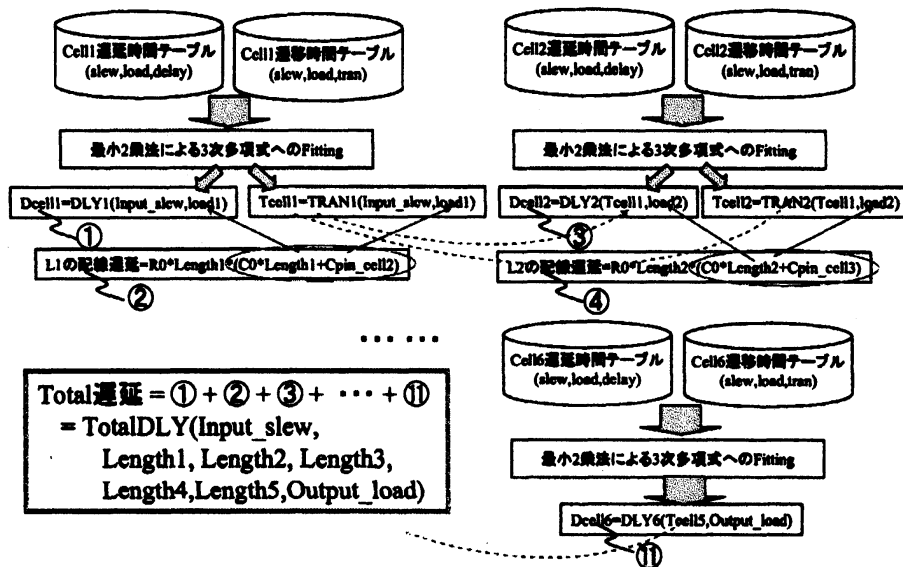 Cell1遅延時間テーブル
(slew,load,delay)
Cell1遷移時間テーブル
(slew,load,tran)
最小2乗法による3次多項式へのFitting
Dcell1=DLY1(Input_slew,load1)
Tcell1=TRAN1(Input_slew,load1)
①
L1の配線遅延=R0*Length1*(C0*Length1+Cpin_cell2)
②
Cell2遅延時間テーブル
(slew,load,delay)
Cell2遷移時間テーブル
(slew,load,tran)
最小2乗法による3次多項式へのFitting
Dcell2=DLY2(Tcell1,load2)
Tcell2=TRAN2(Tcell1,load2)
③
L2の配線遅延=R0*Length2*(C0*Length2+Cpin_cell3)
④
……
Total遅延 = ① + ② + ③ + … + ⑪
= TotalDLY(Input_slew,
Length1, Length2, Length3,
Length4,Length5,Output_load)
Cell6遅延時間テーブル
(slew,load,delay)
Cell6遷移時間テーブル
(slew,load,tran)
最小2乗法による3次多項式へのFitting
Dcell6=DLY6(Tcell5,Output_load)
⑪